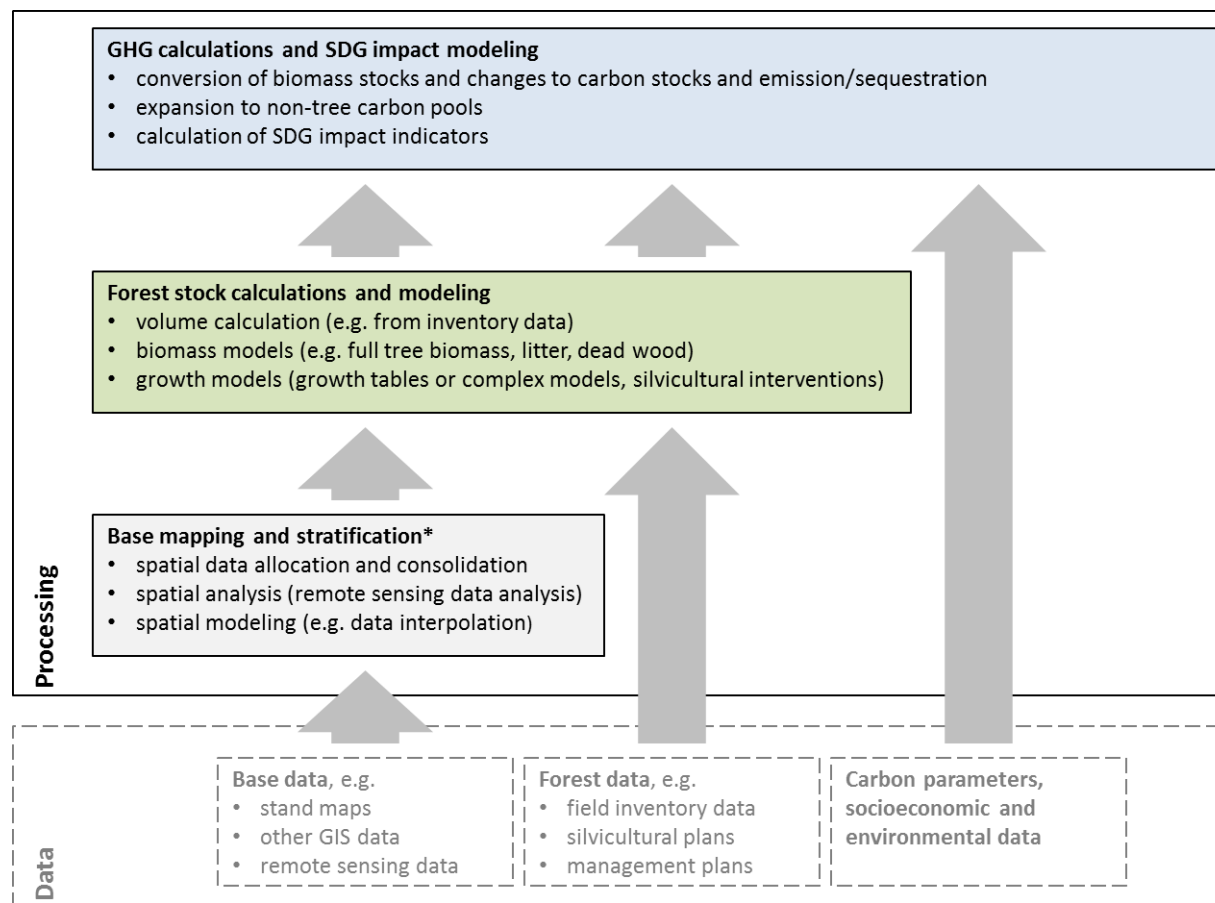 GHG calculations and SDG impact modeling
• conversion of biomass stocks and changes to carbon stocks and emission/sequestration
• expansion to non-tree carbon pools
• calculation of SDG impact indicators
Forest stock calculations and modeling
• volume calculation (e.g. from inventory data)
• biomass models (e.g. full tree biomass, litter, dead wood)
• growth models (growth tables or complex models, silvicultural interventions)
Base mapping and stratification*
• spatial data allocation and consolidation
• spatial analysis (remote sensing data analysis)
• spatial modeling (e.g. data interpolation)
Processing
Base data, e.g.
• stand maps
• other GIS data
• remote sensing data
Forest data, e.g.
• field inventory data
• silvicultural plans
• management plans
Carbon parameters,
socioeconomic and
environmental data
Data